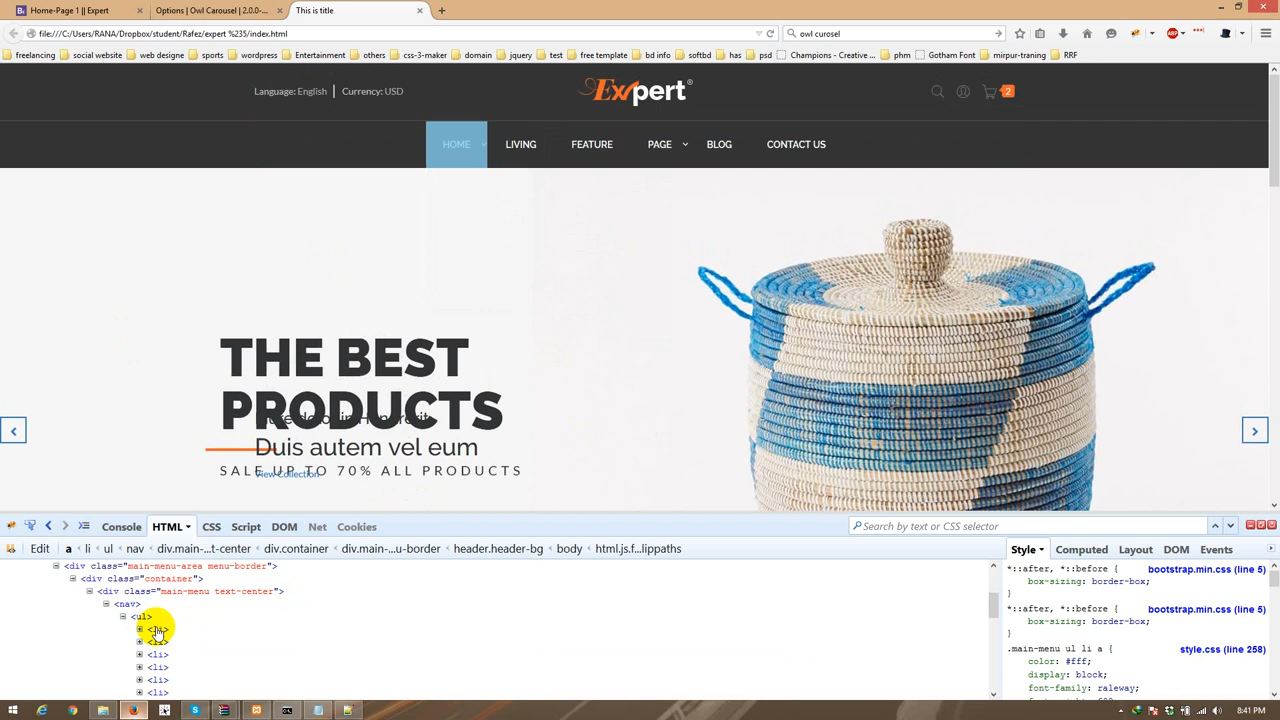 Home-Page 1 || Expert
Options | Owl Carousel | 2.0.0-
This is title
file:///C:/Users/RANA/Dropbox/student/Rafez/expert %235/index.html
owl curosel
freelancing
social website
web designe
sports
wordpress
Entertainment
others
css-3-maker
domain
jquery
test
free template
bd info
softbd
has
psd
Champions - Creative ...
phm
Gotham Font
mirpur-traning
RRF
Language: English
Currency: USD
Expert®
2
HOME
LIVING
FEATURE
PAGE
BLOG
CONTACT US
THE BEST
PRODUCTS
Duis autem vel eum
SALE UP TO 70% ALL PRODUCTS
View Collection
Console
HTML
CSS
Script
DOM
Net
Cookies
Search by text or CSS selector
Edit
a
li
ul
nav
div.main-...t-center
div.container
div.main-...u-border
header.header-bg
body
html.js.f...lippaths
Style
Computed
Layout
DOM
Events
<div class="main-menu-area menu-border">
<div class="container">
<div class="main-menu text-center">
<nav>
<ul>
<li>
<li>
<li>
<li>
<li>
<li>
*::after, *::before {
bootstrap.min.css (line 5)
box-sizing: border-box;
}
*::after, *::before {
bootstrap.min.css (line 5)
box-sizing: border-box;
}
.main-menu ul li a {
style.css (line 258)
color: #fff;
display: block;
font-family: raleway;
8:41 PM